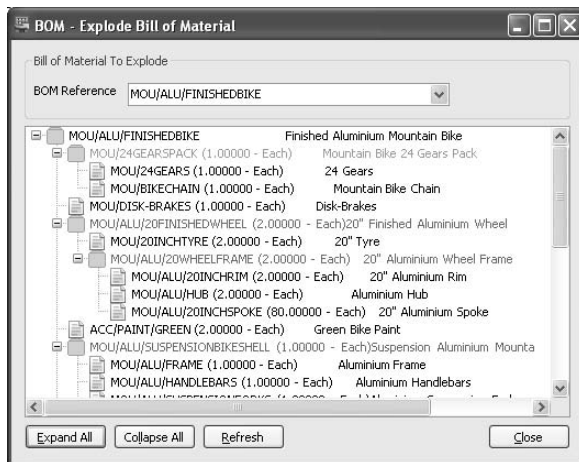 BOM - Explode Bill of Material
Bill of Material To Explode
BOM Reference MOU/ALU/FINISHEDBIKE
MOU/ALU/FINISHEDBIKE Finished Aluminium Mountain Bike
MOU/24GEARSPACK (1.00000 - Each) Mountain Bike 24 Gears Pack
MOU/24GEARS (1.00000 - Each) 24 Gears
MOU/BIKECHAIN (1.00000 - Each) Mountain Bike Chain
MOU/DISK-BRAKES (1.00000 - Each) Disk-Brakes
MOU/ALU/20FINISHEDWHEEL (2.00000 - Each)20" Finished Aluminium Wheel
MOU/20INCHTYRE (2.00000 - Each) 20" Tyre
MOU/ALU/20WHEELFRAME (2.00000 - Each) 20" Aluminium Wheel Frame
MOU/ALU/20INCHRIM (2.00000 - Each) 20" Aluminium Rim
MOU/ALU/HUB (2.00000 - Each) Aluminium Hub
MOU/ALU/20INCHSPOKE (80.00000 - Each) 20" Aluminium Spoke
ACC/PAINT/GREEN (2.00000 - Each) Green Bike Paint
MOU/ALU/SUSPENSIONBIKESHELL (1.00000 - Each)Suspension Aluminium Mounta
MOU/ALU/FRAME (1.00000 - Each) Aluminium Frame
MOU/ALU/HANDLEBARS (1.00000 - Each) Aluminium Handlebars
Expand All Collapse All Refresh Close